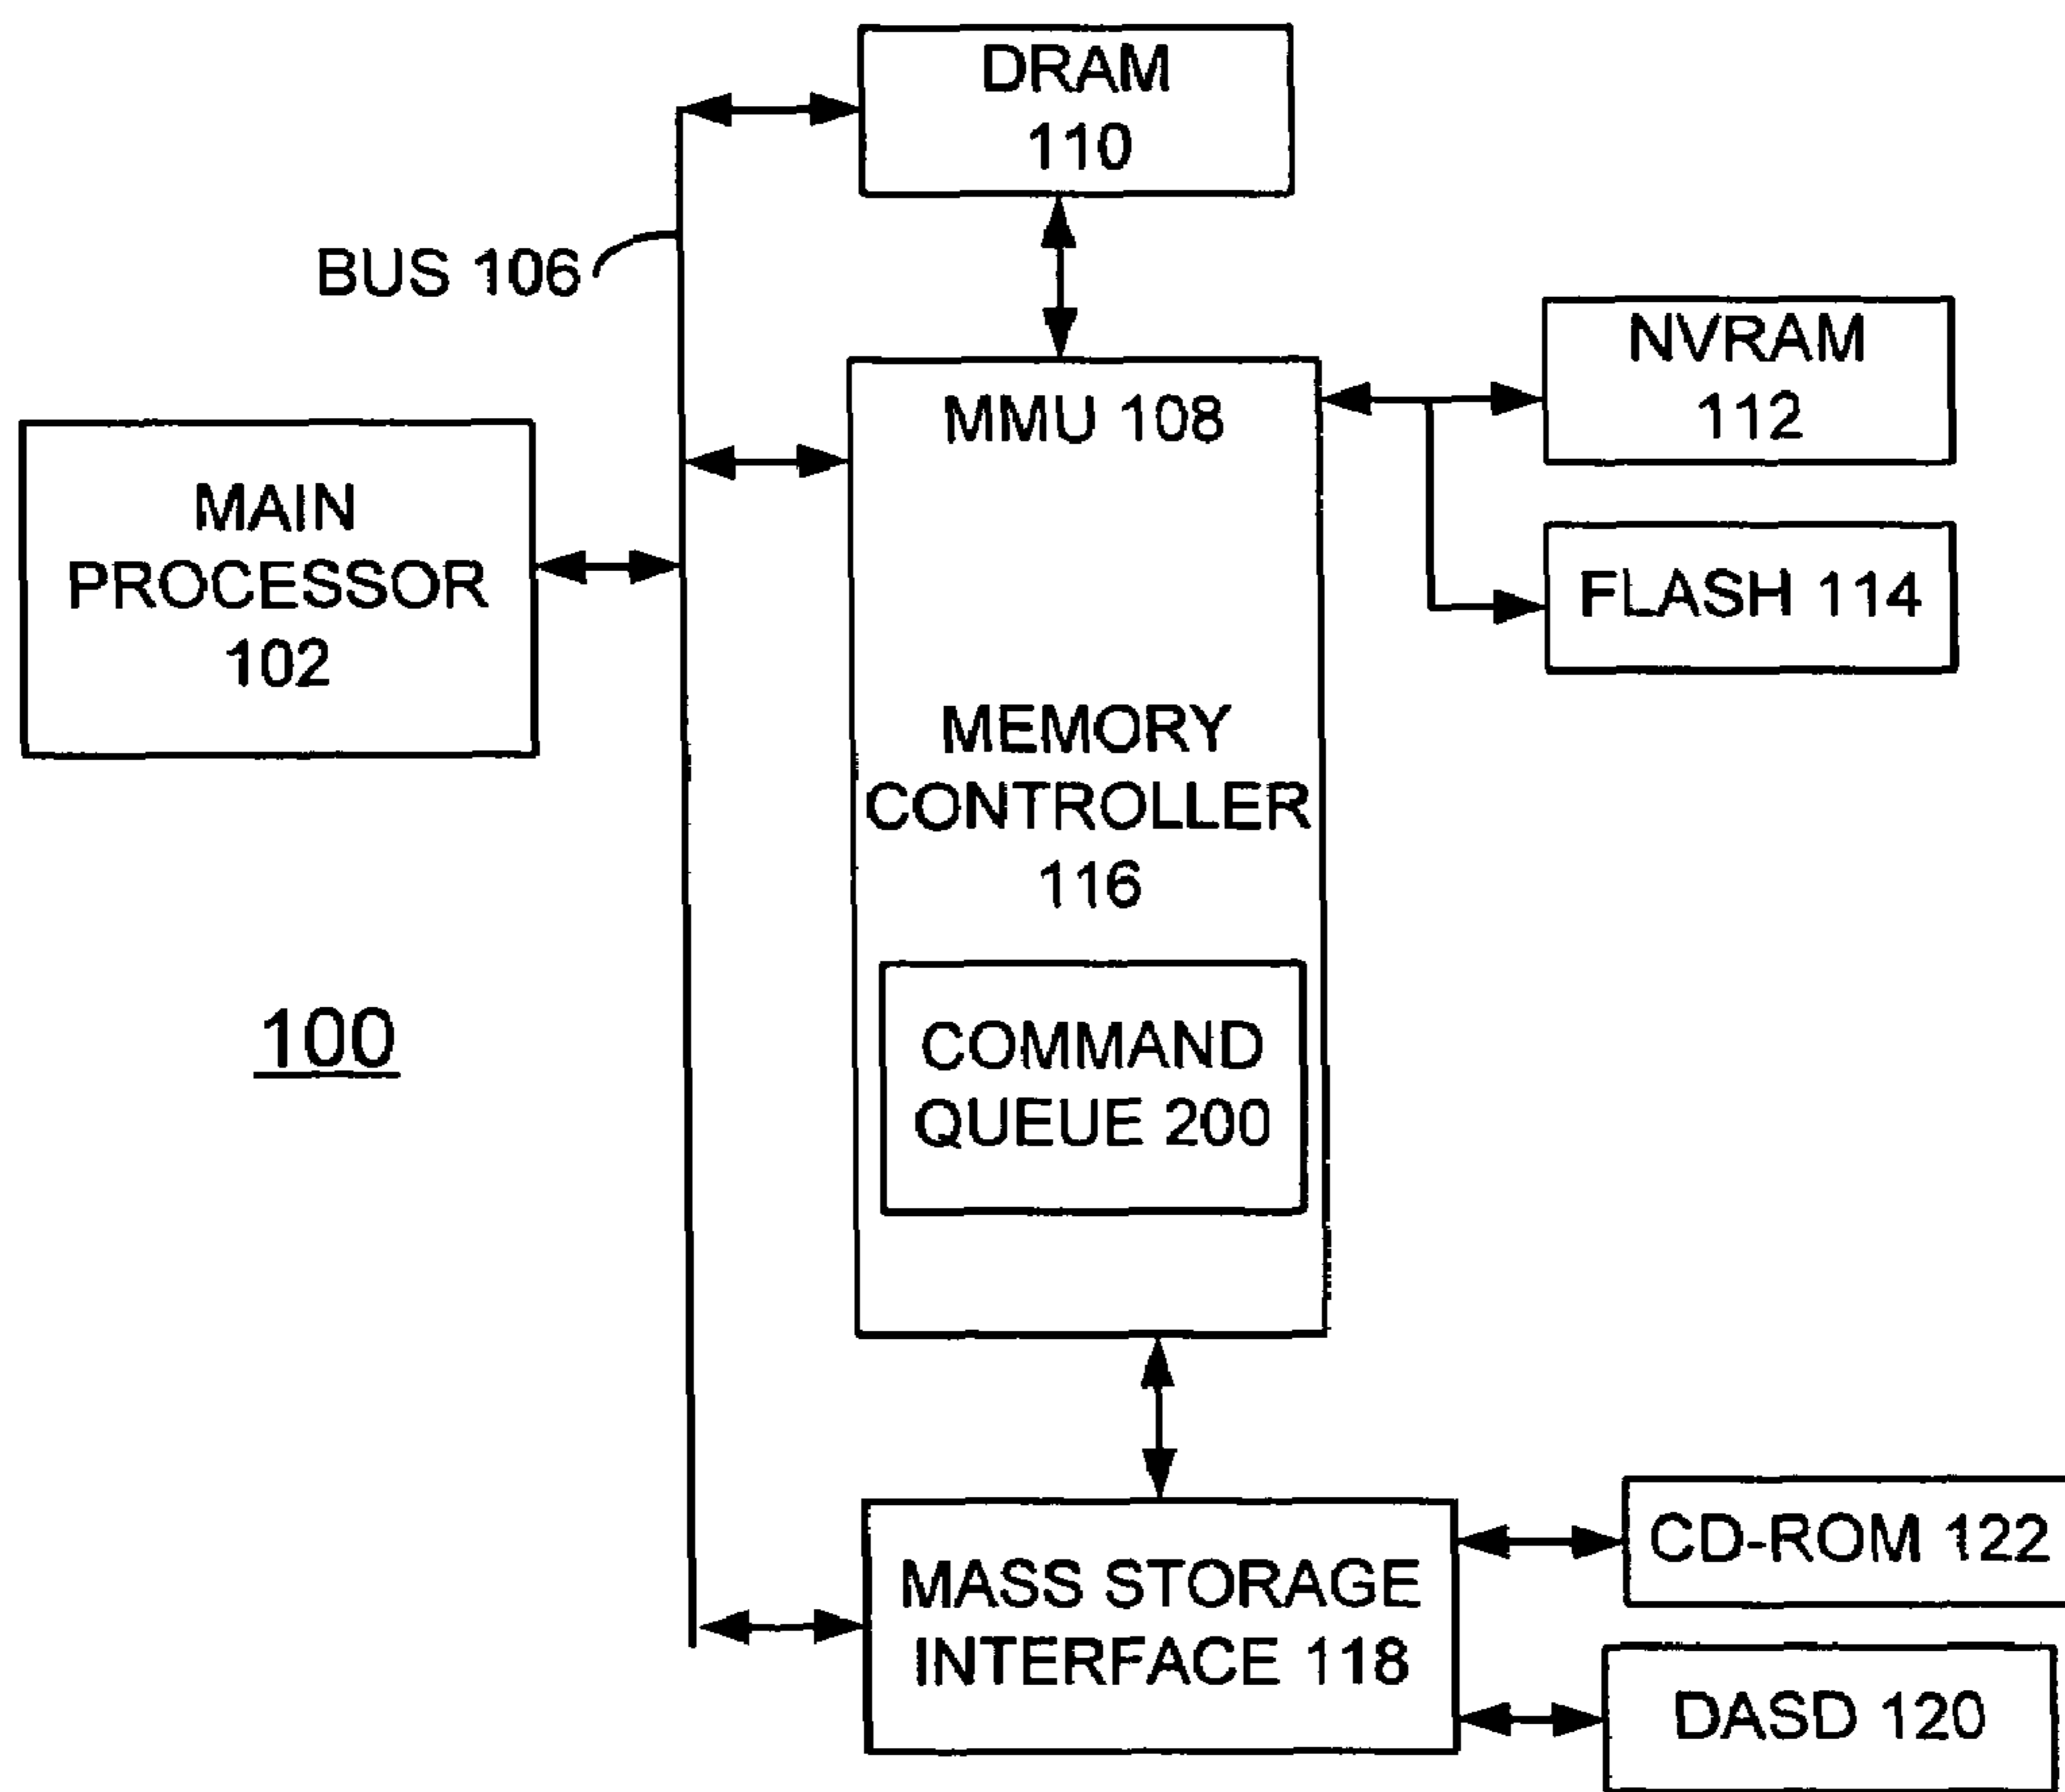 DRAM
110
BUS 106
NVRAM
112
MMU 108
MAIN
PROCESSOR
102
FLASH 114
MEMORY
CONTROLLER
116
100
COMMAND
QUEUE 200
MASS STORAGE
INTERFACE 118
CD-ROM 122
DASD 120